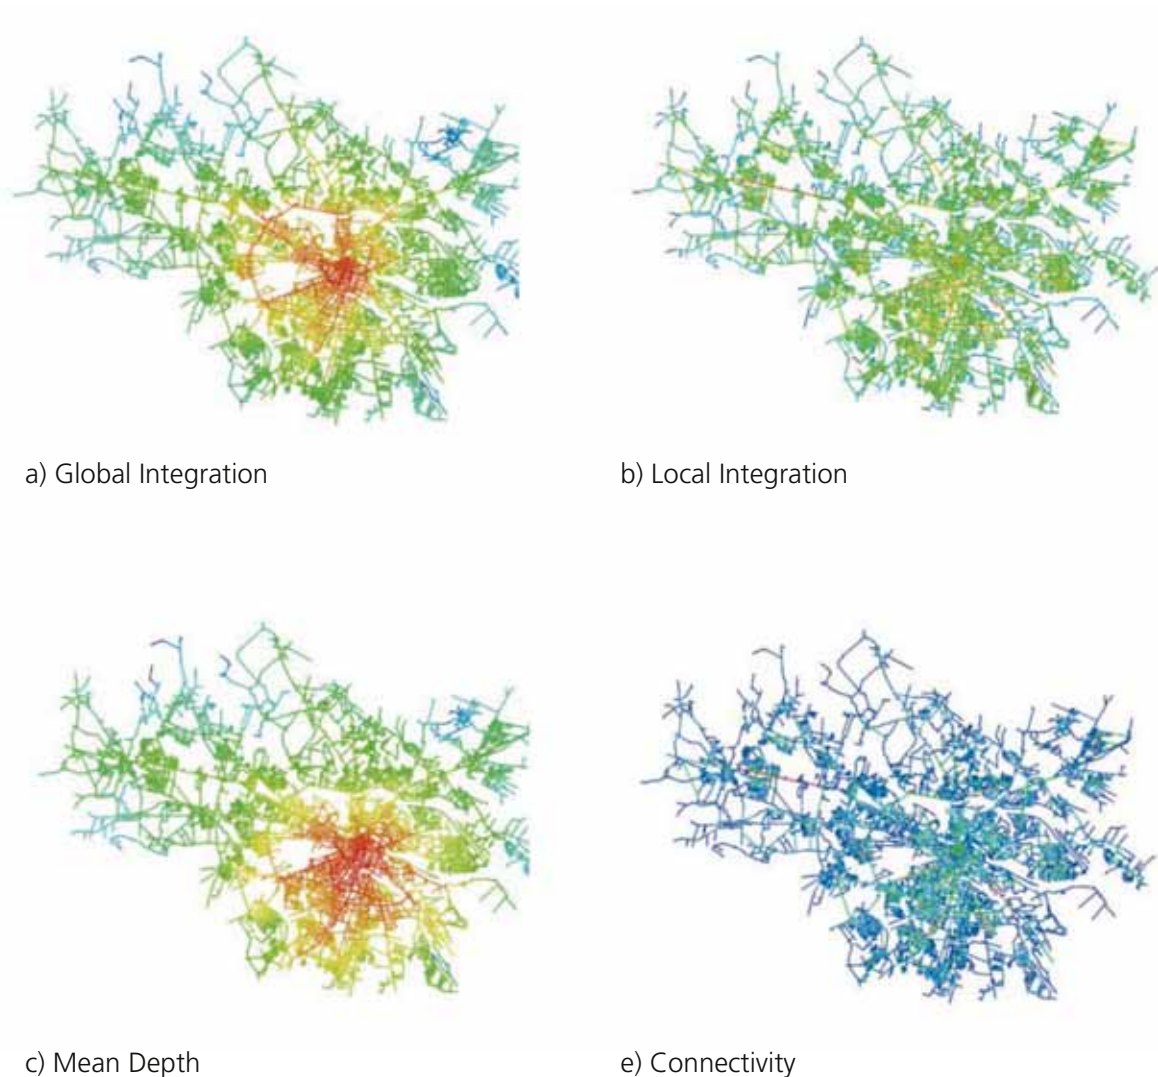 a) Global Integration
b) Local Integration
c) Mean Depth
e) Connectivity